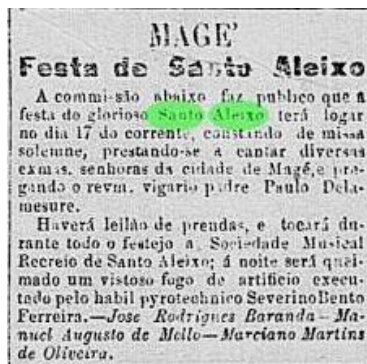 MAGE'
Festa de Santo Aleixo
A commissão abaixo faz publico que a
festa do glorioso Santo Aleixo terá logar
no dia 17 do corrente, constando de missa
solemne, prestando-se a cantar diversas
exmas. senhoras da cidade de Magé, e pre-
gando o revm. vigario padre Paulo Dela-
mesure.
Haverá leilão de prendas, e tocará du-
rante todo o festejo a Sociedade Musical
Recreio de Santo Aleixo; á noite será quei-
mado um vistoso fogo de artificio execu-
tado pelo habil pyrotechnico Severino Bento
Ferreira.—Jose Rodrigues Baranda—Ma-
nuel Augusto de Mello—Marciano Martins
de Oliveira.